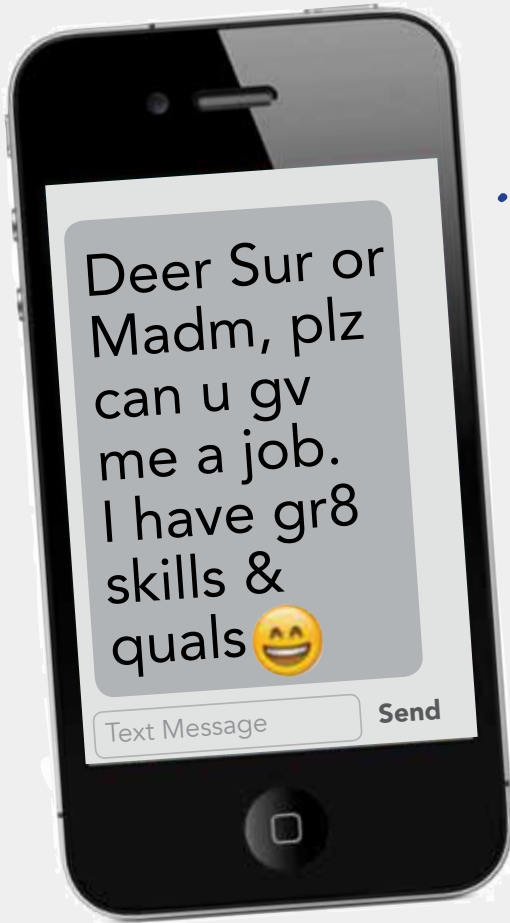 Deer Sur or
Madm, plz
can u gv
me a job.
I have gr8
skills &
quals😄
Text Message Send